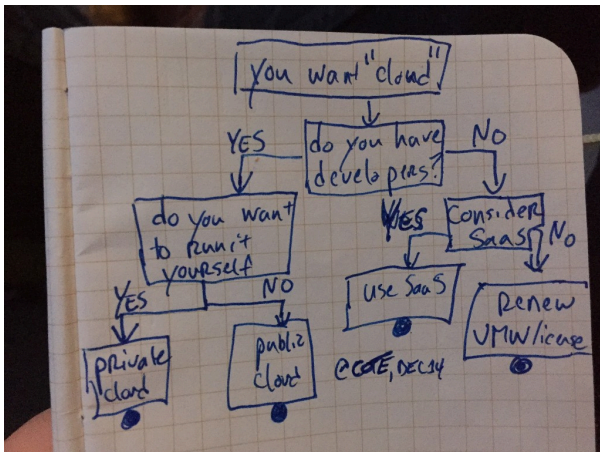 you want "cloud"
YES
do you have
developers?
NO
do you want
to run it
yourself
YES
consider
SaaS
NO
YES
NO
use SaaS
Renew
VMW license
private
cloud
public
cloud
@COTE, DEC14